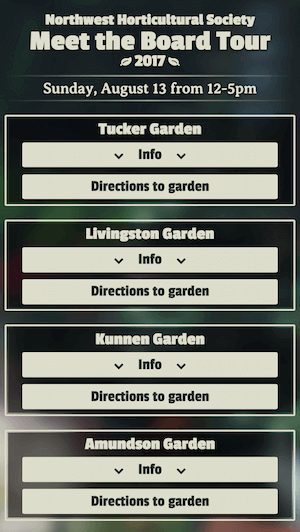 Northwest Horticultural Society
Meet the Board Tour
2017
Sunday, August 13 from 12-5pm
Tucker Garden
Info
Directions to garden
Livingston Garden
Info
Directions to garden
Kunnen Garden
Info
Directions to garden
Amundson Garden
Info
Directions to garden